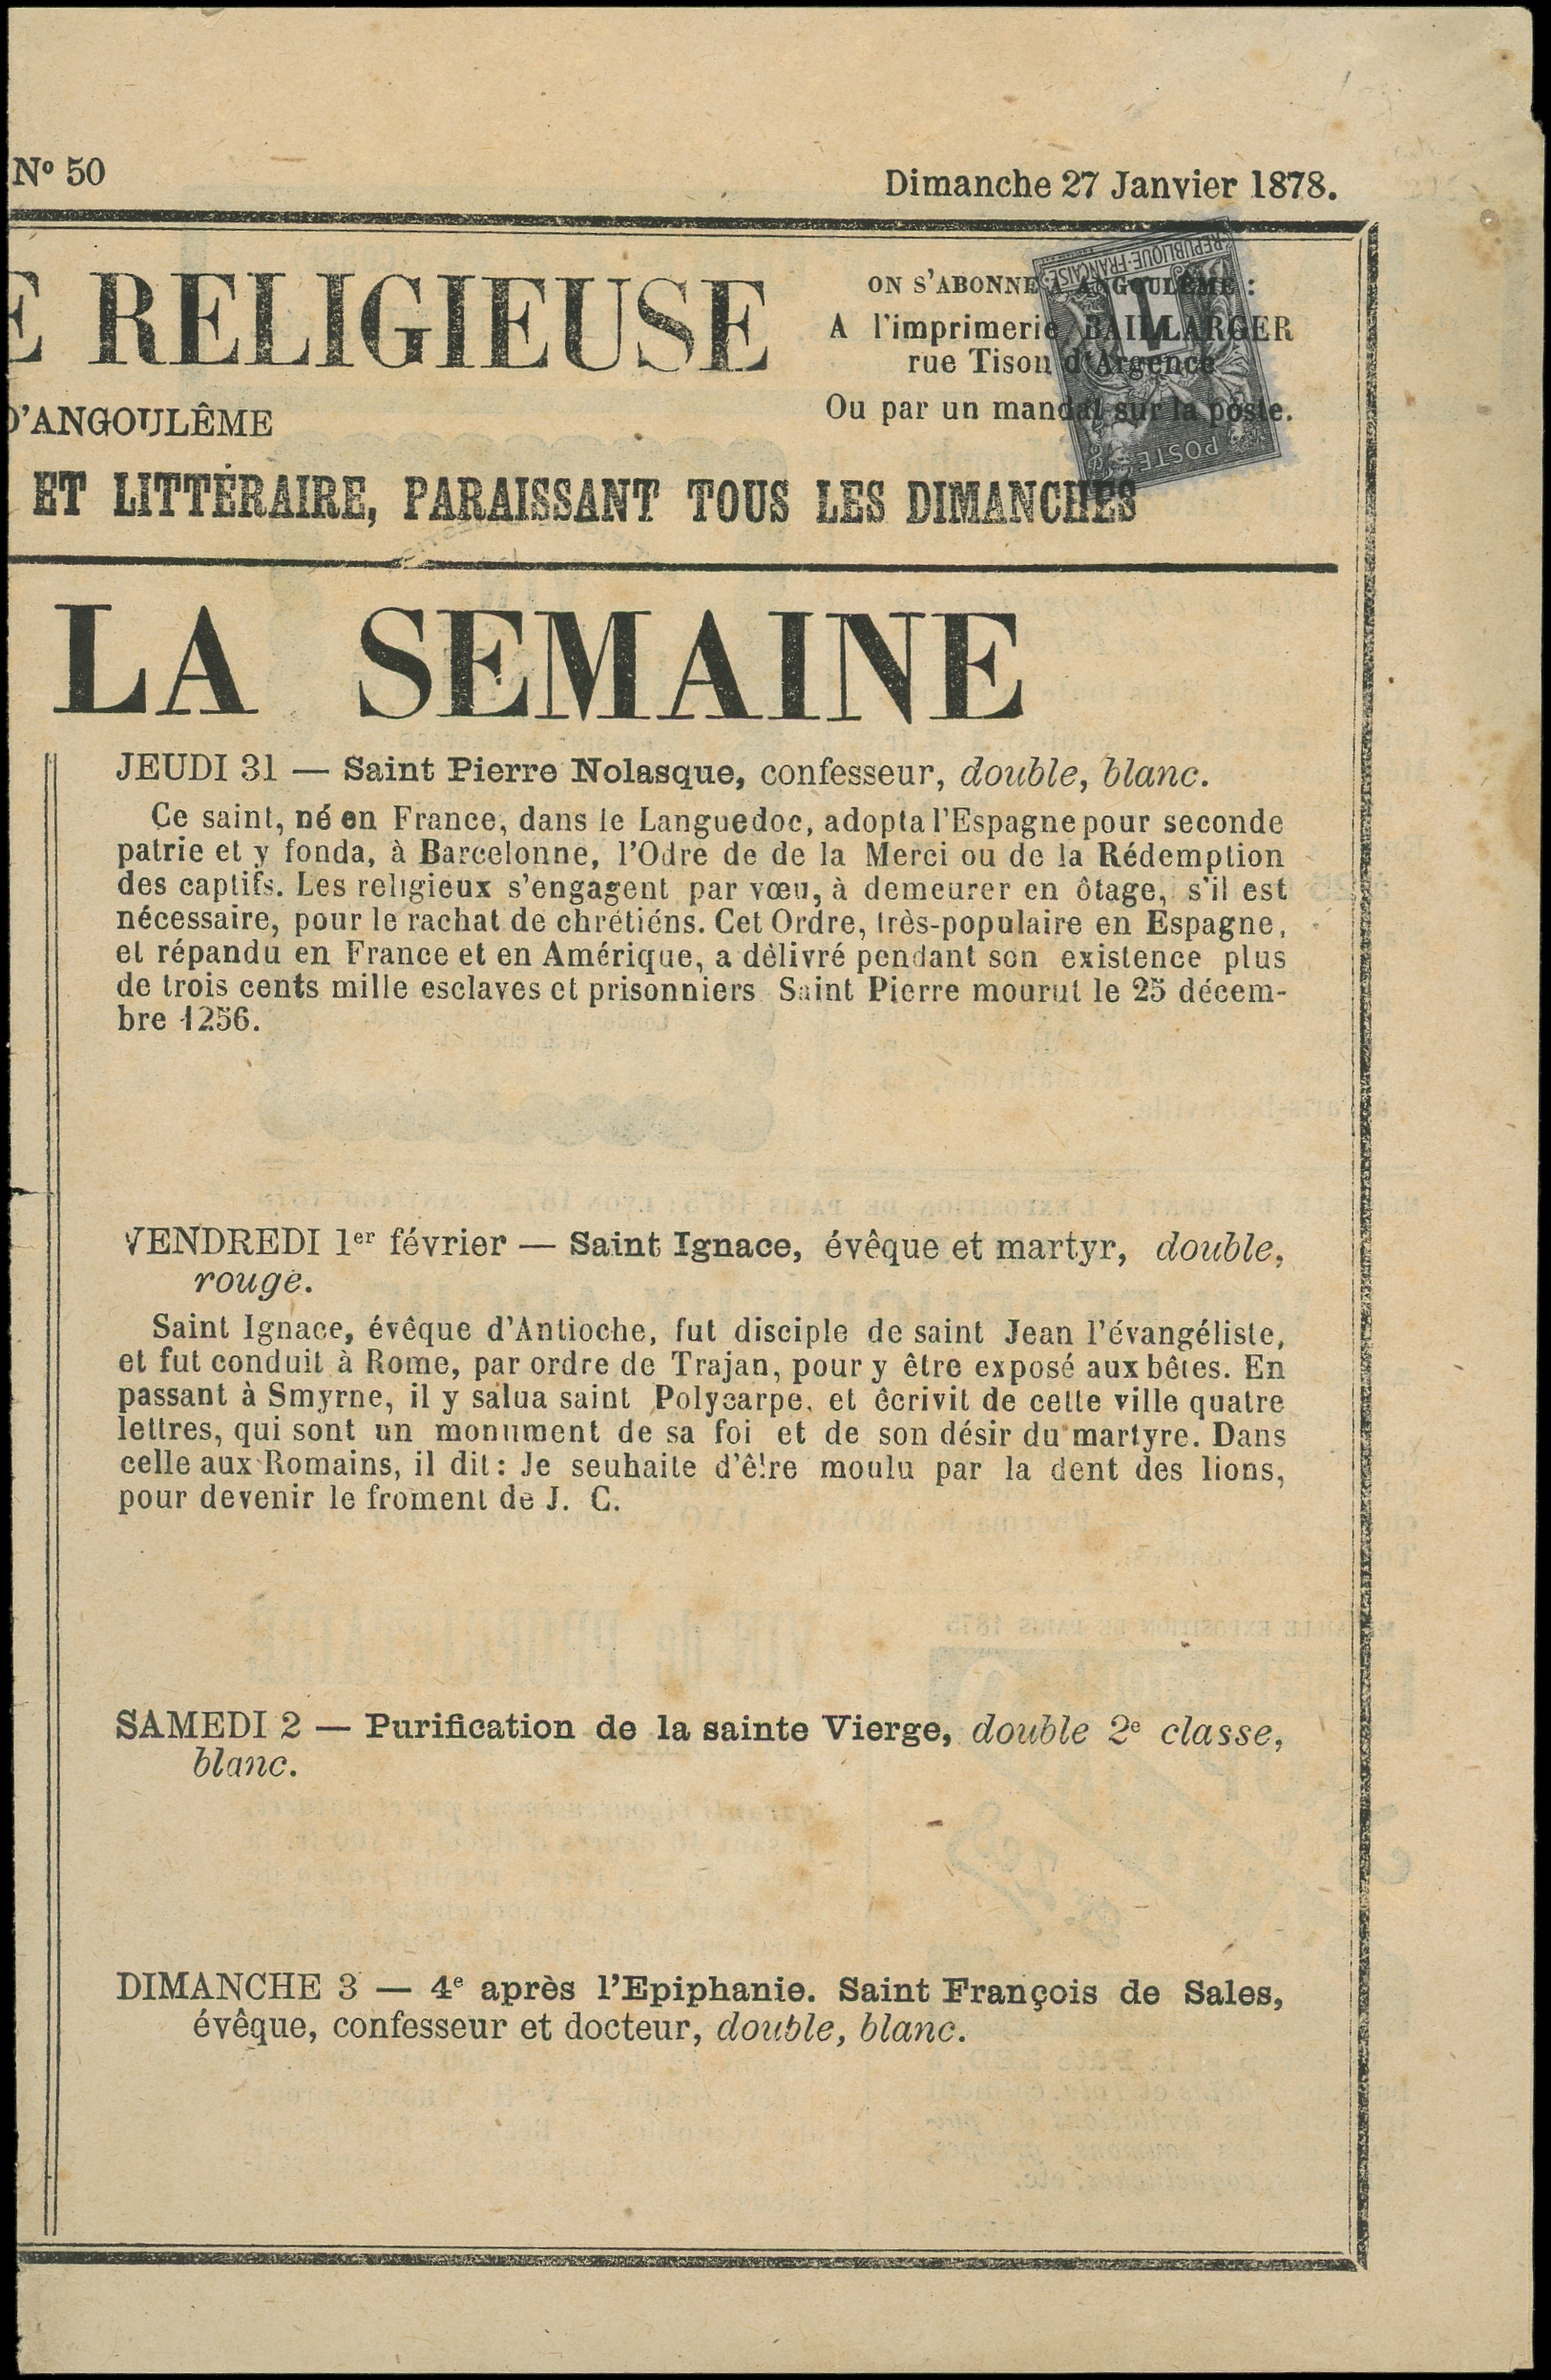 Nº 50
Dimanche 27 Janvier 1878.
E RELIGIEUSE
D'ANGOULÊME
ON S'ABONNE A ANGOULÊME :
A l'imprimerie BAILLARGER
rue Tison d'Argence
Ou par un mandat sur la poste.
REPUBLIQUE FRANÇAISE
POSTE
ET LITTÉRAIRE, PARAISSANT TOUS LES DIMANCHES
LA SEMAINE
JEUDI 31 — Saint Pierre Nolasque, confesseur, double, blanc.
Ce saint, né en France, dans le Languedoc, adopta l'Espagne pour seconde
patrie et y fonda, à Barcelonne, l'Odre de de la Merci ou de la Rédemption
des captifs. Les religieux s'engagent par vœu, à demeurer en ôtage, s'il est
nécessaire, pour le rachat de chrétiéns. Cet Ordre, très-populaire en Espagne,
et répandu en France et en Amérique, a dèlivré pendant son existence plus
de trois cents mille esclaves et prisonniers Saint Pierre mourut le 25 décem-
bre 1256.
VENDREDI 1er février — Saint Ignace, évêque et martyr, double,
rouge.
Saint Ignace, évêque d'Antioche, fut disciple de saint Jean l'évangéliste,
et fut conduit à Rome, par ordre de Trajan, pour y être exposé aux bêtes. En
passant à Smyrne, il y salua saint Polycarpe, et écrivit de cette ville quatre
lettres, qui sont un monument de sa foi et de son désir du martyre. Dans
celle aux Romains, il dit : Je seuhaite d'être moulu par la dent des lions,
pour devenir le froment de J. C.
SAMEDI 2 — Purification de la sainte Vierge, double 2e classe,
blanc.
DIMANCHE 3 — 4e après l'Epiphanie. Saint François de Sales,
évêque, confesseur et docteur, double, blanc.